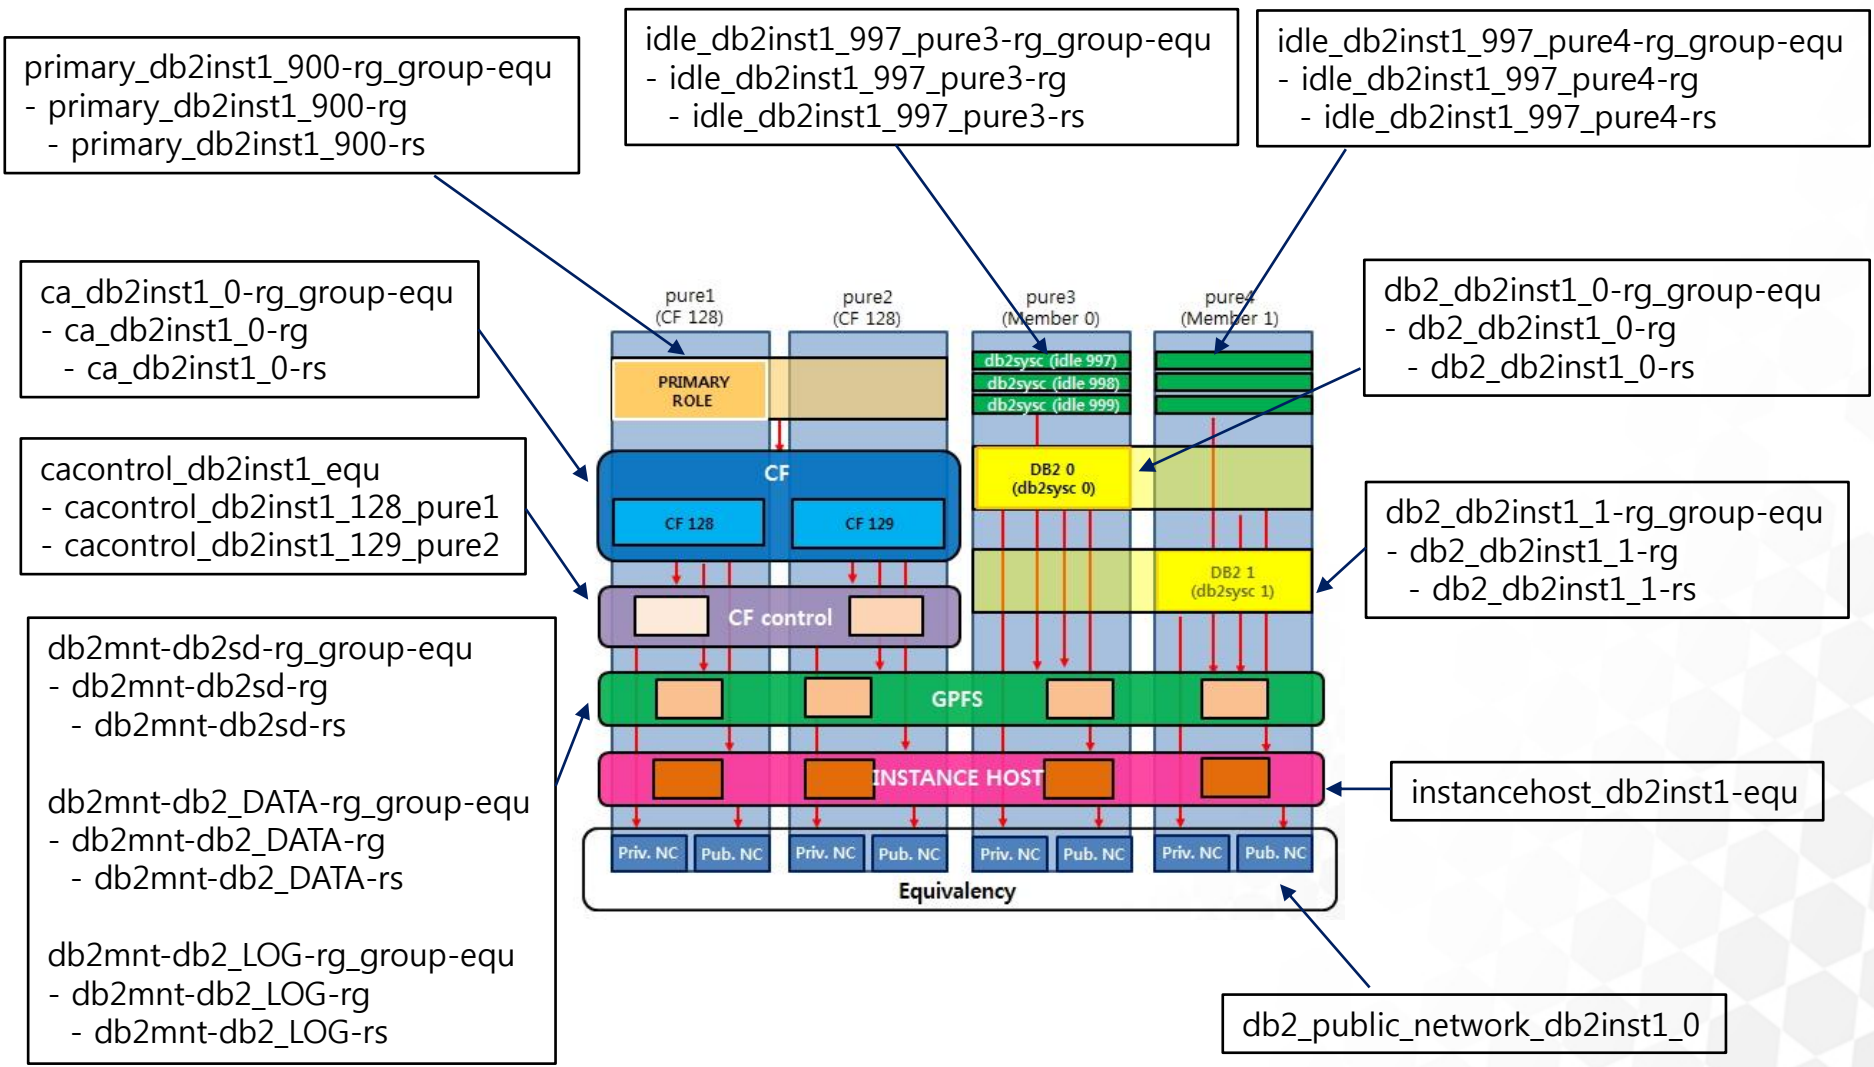 primary_db2inst1_900-rg_group-equ
- primary_db2inst1_900-rg
- primary_db2inst1_900-rs
idle_db2inst1_997_pure3-rg_group-equ
- idle_db2inst1_997_pure3-rg
- idle_db2inst1_997_pure3-rs
idle_db2inst1_997_pure4-rg_group-equ
- idle_db2inst1_997_pure4-rg
- idle_db2inst1_997_pure4-rs
ca_db2inst1_0-rg_group-equ
- ca_db2inst1_0-rg
- ca_db2inst1_0-rs
cacontrol_db2inst1_equ
- cacontrol_db2inst1_128_pure1
- cacontrol_db2inst1_129_pure2
db2mnt-db2sd-rg_group-equ
- db2mnt-db2sd-rg
- db2mnt-db2sd-rs
db2mnt-db2_DATA-rg_group-equ
- db2mnt-db2_DATA-rg
- db2mnt-db2_DATA-rs
db2mnt-db2_LOG-rg_group-equ
- db2mnt-db2_LOG-rg
- db2mnt-db2_LOG-rs
pure1
(CF 128)
pure2
(CF 128)
pure3
(Member 0)
pure4
(Member 1)
PRIMARY
ROLE
db2sysc (idle 997)
db2sysc (idle 998)
db2sysc (idle 999)
CF
CF 128
CF 129
DB2 0
(db2sysc 0)
DB2 1
(db2sysc 1)
CF control
GPFS
INSTANCE HOST
Priv. NC
Pub. NC
Priv. NC
Pub. NC
Priv. NC
Pub. NC
Priv. NC
Pub. NC
Equivalency
db2_db2inst1_0-rg_group-equ
- db2_db2inst1_0-rg
- db2_db2inst1_0-rs
db2_db2inst1_1-rg_group-equ
- db2_db2inst1_1-rg
- db2_db2inst1_1-rs
instancehost_db2inst1-equ
db2_public_network_db2inst1_0